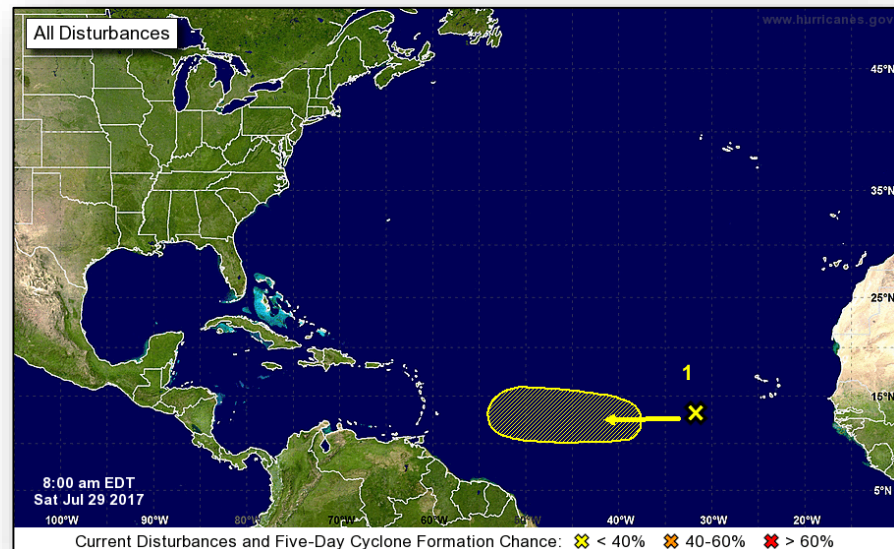 www.hurricanes.gov
All Disturbances
45°N
35°N
25°N
1
15°N
5°N
8:00 am EDT
Sat Jul 29 2017
100°W 90°W 80°W 70°W 60°W 50°W 40°W 30°W 20°W 10°W
Current Disturbances and Five-Day Cyclone Formation Chance: < 40% 40-60% > 60%